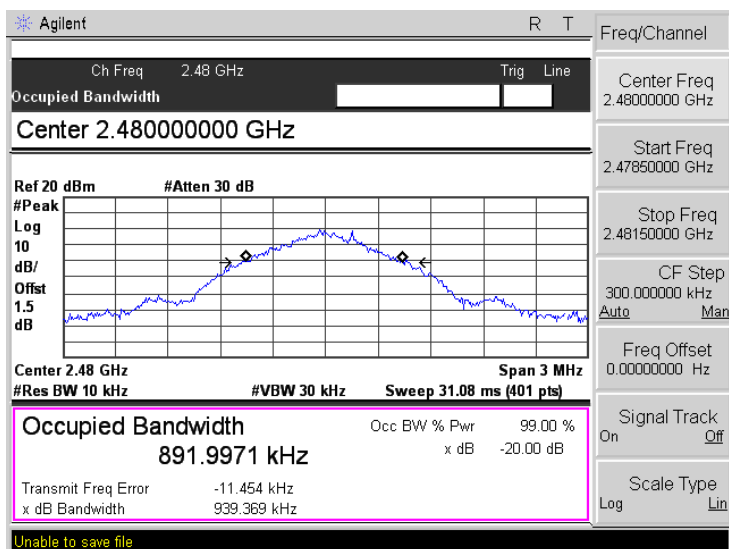 Agilent
R T
Ch Freq 2.48 GHz
Trig Line
Occupied Bandwidth
Center 2.480000000 GHz
Ref 20 dBm
#Atten 30 dB
#Peak
Log
10
dB/
Offst
1.5
dB
Center 2.48 GHz
Span 3 MHz
#Res BW 10 kHz
#VBW 30 kHz
Sweep 31.08 ms (401 pts)
Occupied Bandwidth
891.9971 kHz
Occ BW % Pwr 99.00 %
x dB -20.00 dB
Transmit Freq Error -11.454 kHz
x dB Bandwidth 939.369 kHz
Unable to save file
Freq/Channel
Center Freq
2.48000000 GHz
Start Freq
2.47850000 GHz
Stop Freq
2.48150000 GHz
CF Step
300.000000 kHz
Auto Man
Freq Offset
0.00000000 Hz
Signal Track
On Off
Scale Type
Log Lin